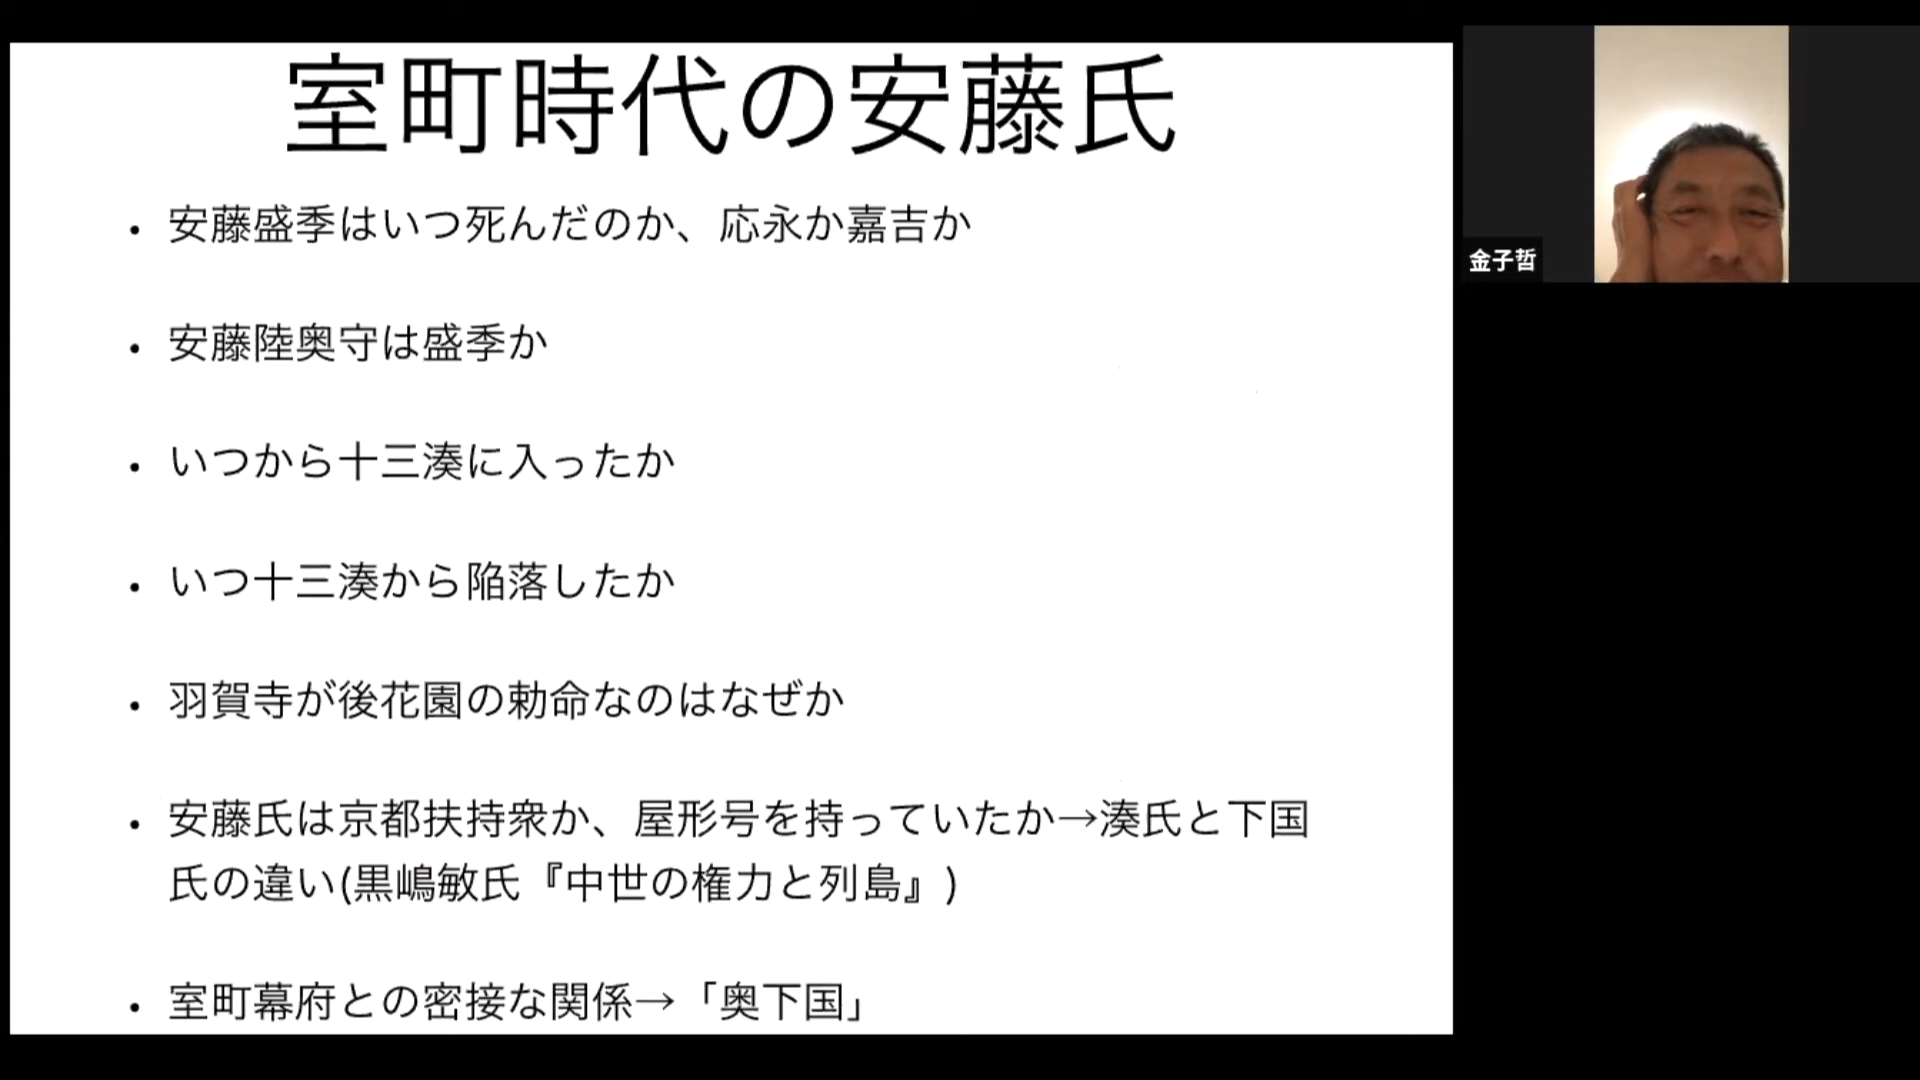 室町時代の安藤氏
• 安藤盛季はいつ死んだのか、応永か嘉吉か
• 安藤陸奥守は盛季か
• いつから十三湊に入ったか
• いつ十三湊から陥落したか
• 羽賀寺が後花園の勅命なのはなぜか
• 安藤氏は京都扶持衆か、屋形号を持っていたか→湊氏と下国
氏の違い(黒嶋敏氏『中世の権力と列島』)
• 室町幕府との密接な関係→「奥下国」
金子哲